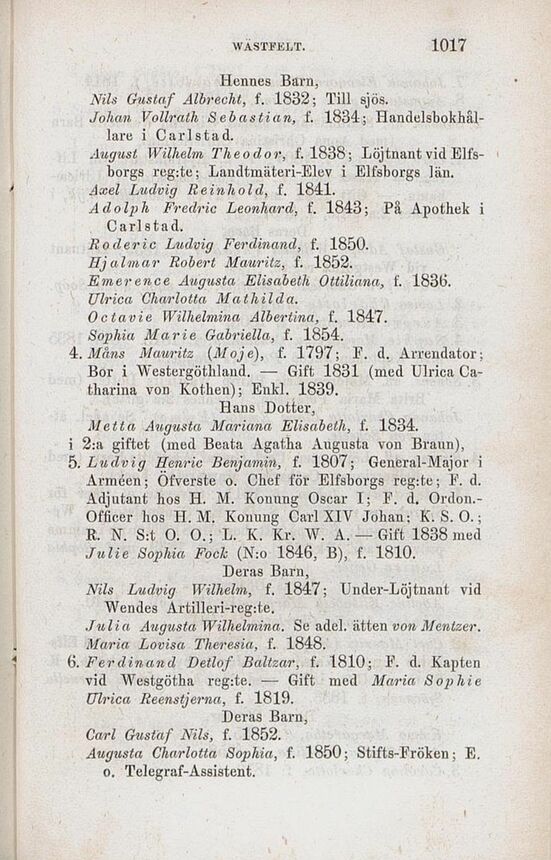 WÄSTFELT. 1017
Hennes Barn,
Nils Gustaf Albrecht, f. 1832; Till sjös.
Johan Vollrath Sebastian, f. 1834; Handelsbokhål-
lare i Carlstad.
August Wilhelm Theodor, f. 1838; Löjtnant vid Elfs-
borgs reg:te; Landtmäteri-Elev i Elfsborgs län.
Axel Ludvig Reinhold, f. 1841.
Adolph Fredric Leonhard, f. 1843; På Apothek i
Carlstad.
Roderic Ludvig Ferdinand, f. 1850.
Hjalmar Robert Mauritz, f. 1852.
Emerence Augusta Elisabeth Ottiliana, f. 1836.
Ulrica Charlotta Mathilda.
Octavie Wilhelmina Albertina, f. 1847.
Sophia Marie Gabriella, f. 1854.
4. Måns Mauritz (Moje), f. 1797; F. d. Arrendator;
Bor i Westergöthland. — Gift 1831 (med Ulrica Ca-
tharina von Kothen); Enkl. 1839.
Hans Dotter,
Metta Augusta Mariana Elisabeth, f. 1834.
i 2:a giftet (med Beata Agatha Augusta von Braun),
5. Ludvig Henric Benjamin, f. 1807; General-Major i
Arméen; Öfverste o. Chef för Elfsborgs reg:te; F. d.
Adjutant hos H. M. Konung Oscar I; F. d. Ordon.-
Officer hos H. M. Konung Carl XIV Johan; K. S. O.;
R. N. S:t O. O.; L. K. Kr. W. A. — Gift 1838 med
Julie Sophia Fock (N:o 1846, B), f. 1810.
Deras Barn,
Nils Ludvig Wilhelm, f. 1847; Under-Löjtnant vid
Wendes Artilleri-reg:te.
Julia Augusta Wilhelmina. Se adel. ätten von Mentzer.
Maria Lovisa Theresia, f. 1848.
6. Ferdinand Detlof Baltzar, f. 1810; F. d. Kapten
vid Westgötha reg:te. — Gift med Maria Sophie
Ulrica Reenstjerna, f. 1819.
Deras Barn,
Carl Gustaf Nils, f. 1852.
Augusta Charlotta Sophia, f. 1850; Stifts-Fröken; E.
o. Telegraf-Assistent.